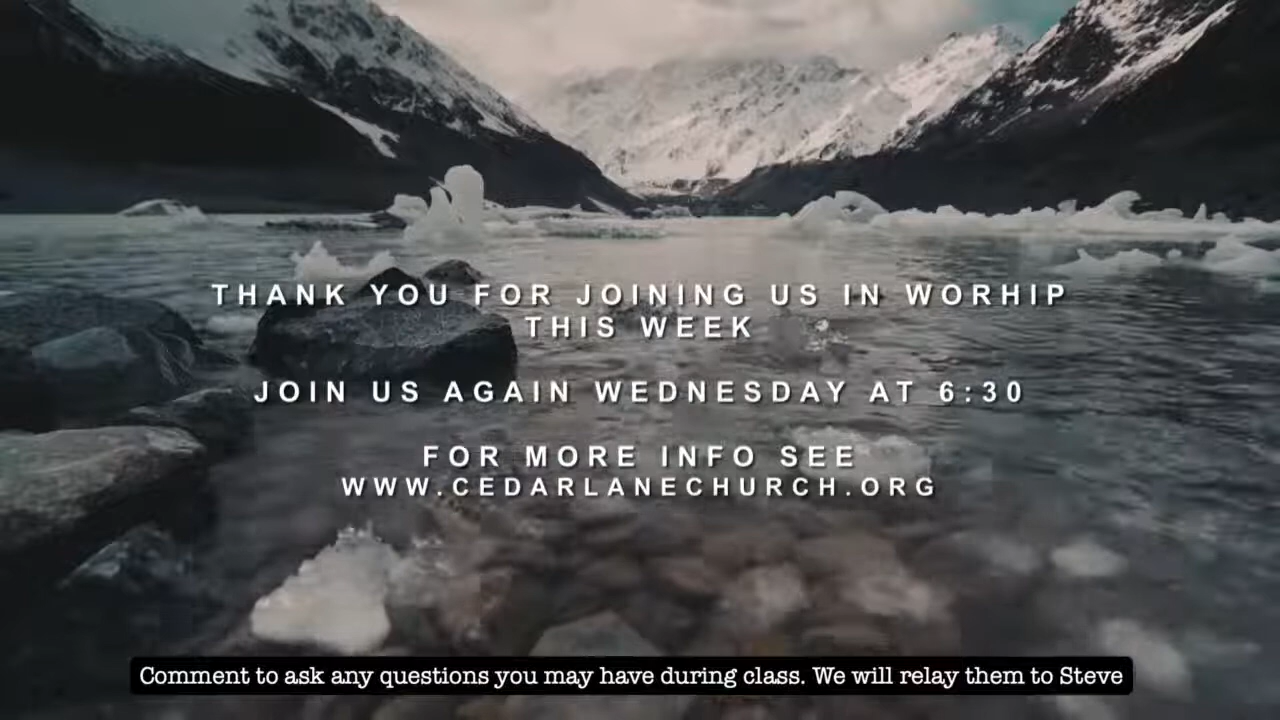 THANK YOU FOR JOINING US IN WORHIP
THIS WEEK
JOIN US AGAIN WEDNESDAY AT 6:30
FOR MORE INFO SEE
WWW.CEDARLANECHURCH.ORG
Comment to ask any questions you may have during class. We will relay them to Steve